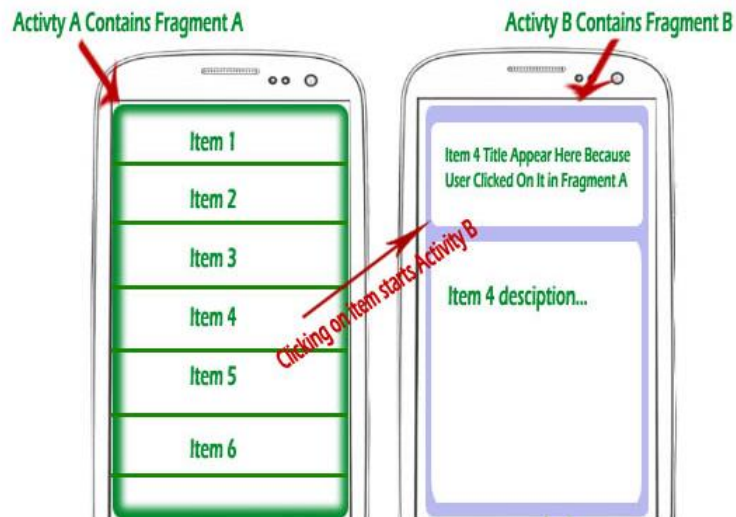 Activty A Contains Fragment A
Activty B Contains Fragment B
Item 1
Item 2
Item 3
Item 4
Item 5
Item 6
Clicking on item starts Activity B
Item 4 Title Appear Here Because
User Clicked On It in Fragment A
Item 4 desciption...